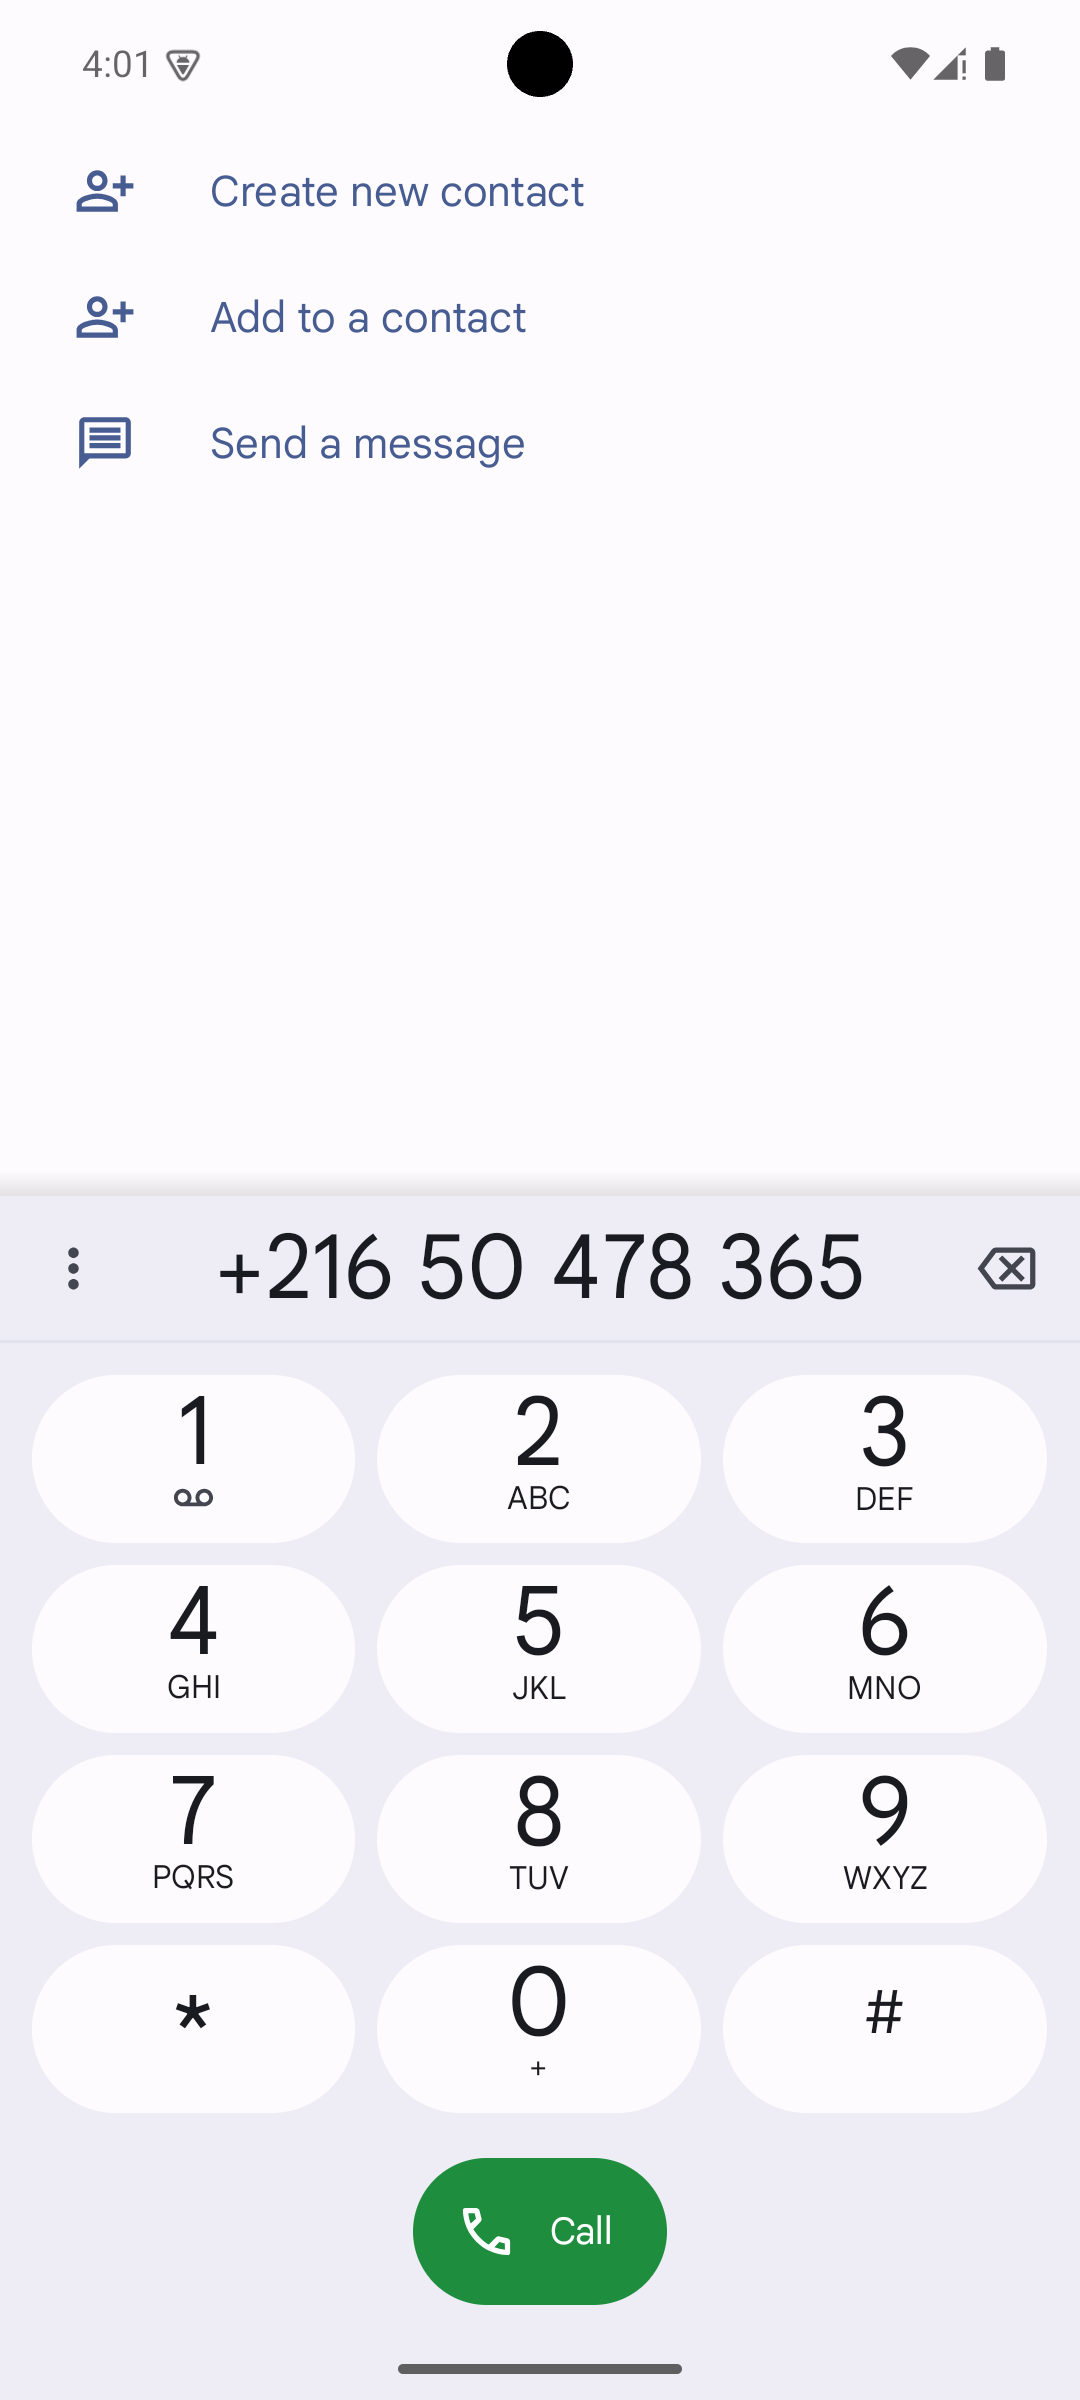 4:01
Create new contact
Add to a contact
Send a message
+216 50 478 365
1 2 3
ABC DEF
4 5 6
GHI JKL MNO
7 8 9
PQRS TUV WXYZ
* 0 #
+
Call